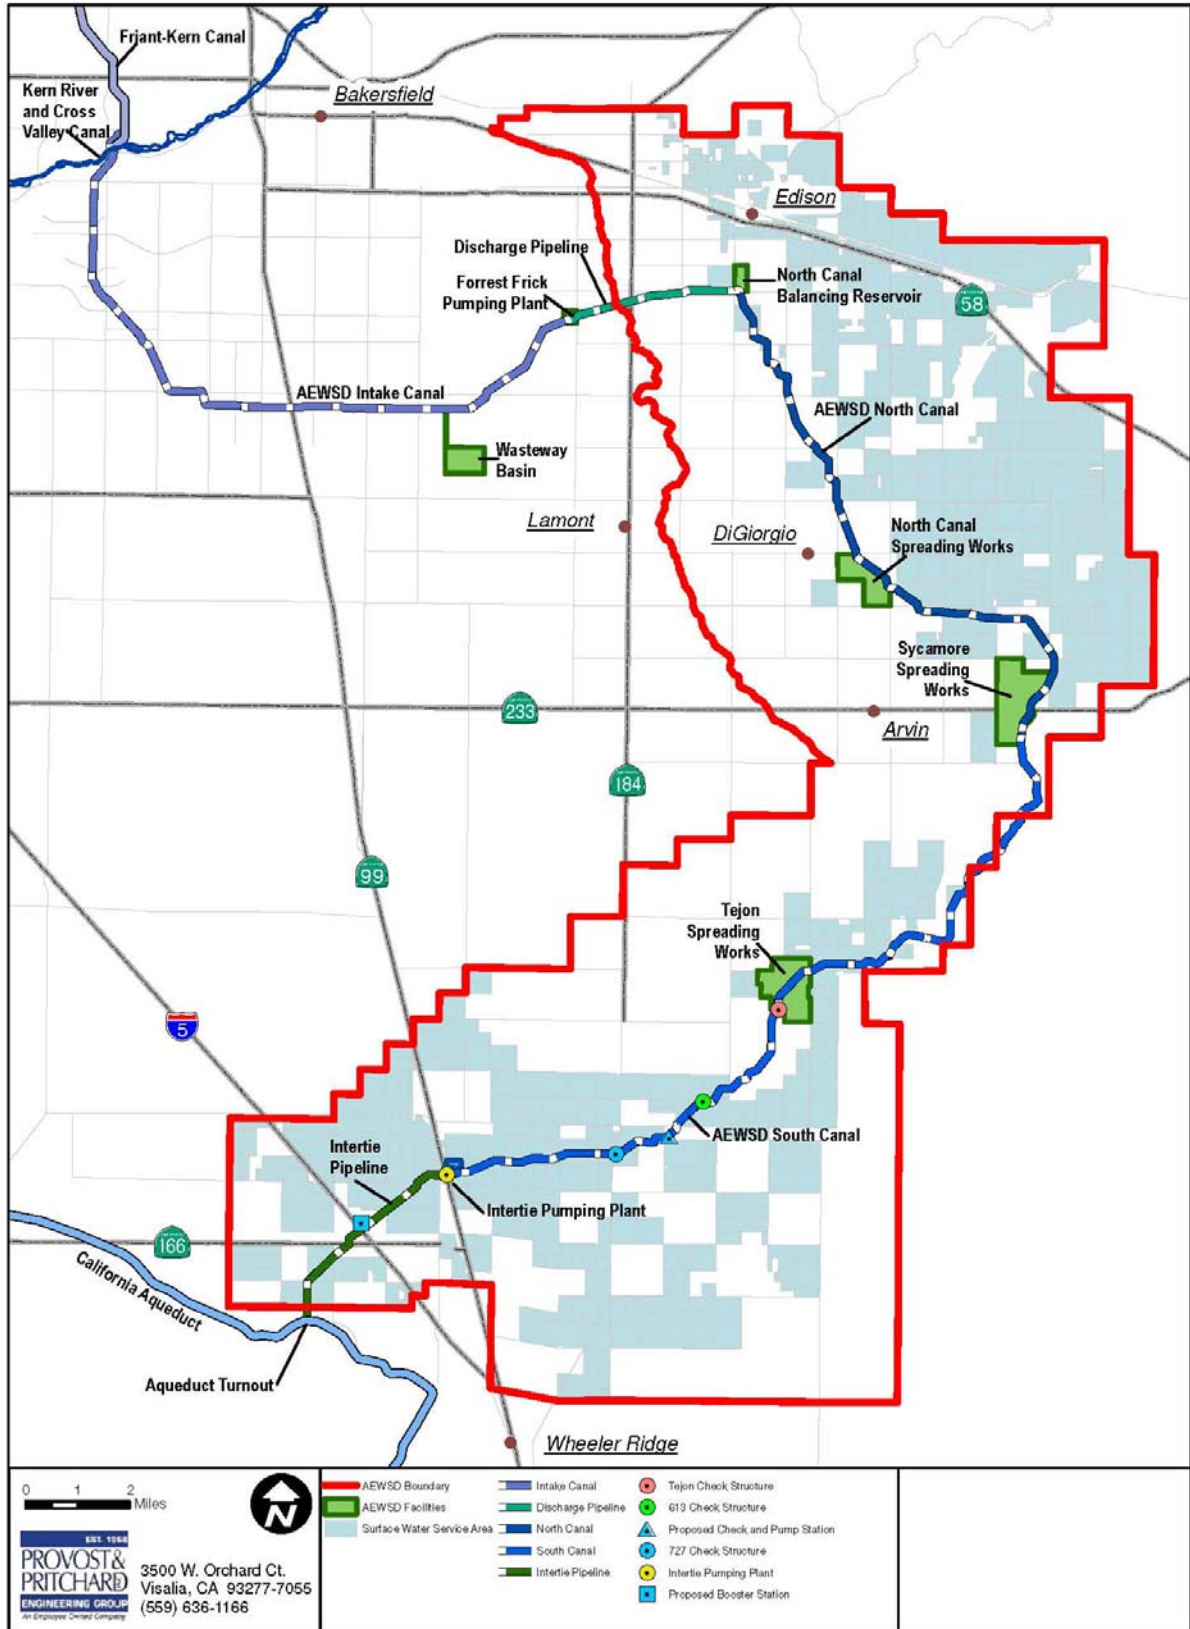 Friant-Kern Canal
Kern River
and Cross
Valley Canal
Bakersfield
Edison
Discharge Pipeline
Forrest Frick
Pumping Plant
North Canal
Balancing Reservoir
58
AEWSD Intake Canal
AEWSD North Canal
Wasteway
Basin
Lamont
DiGiorgio
North Canal
Spreading Works
Sycamore
Spreading
Works
233
Arvin
184
99
Tejon
Spreading
Works
5
AEWSD South Canal
Intertie
Pipeline
Intertie Pumping Plant
166
California Aqueduct
Aqueduct Turnout
Wheeler Ridge
0 1 2
Miles
N
EST. 1968
PROVOST&
PRITCHARD
ENGINEERING GROUP
An Employee Owned Company
3500 W. Orchard Ct.
Visalia, CA 93277-7055
(559) 636-1166
AEWSD Boundary
AEWSD Facilities
Surface Water Service Area
Intake Canal
Discharge Pipeline
North Canal
South Canal
Intertie Pipeline
Tejon Check Structure
613 Check Structure
Proposed Check and Pump Station
727 Check Structure
Intertie Pumping Plant
Proposed Booster Station